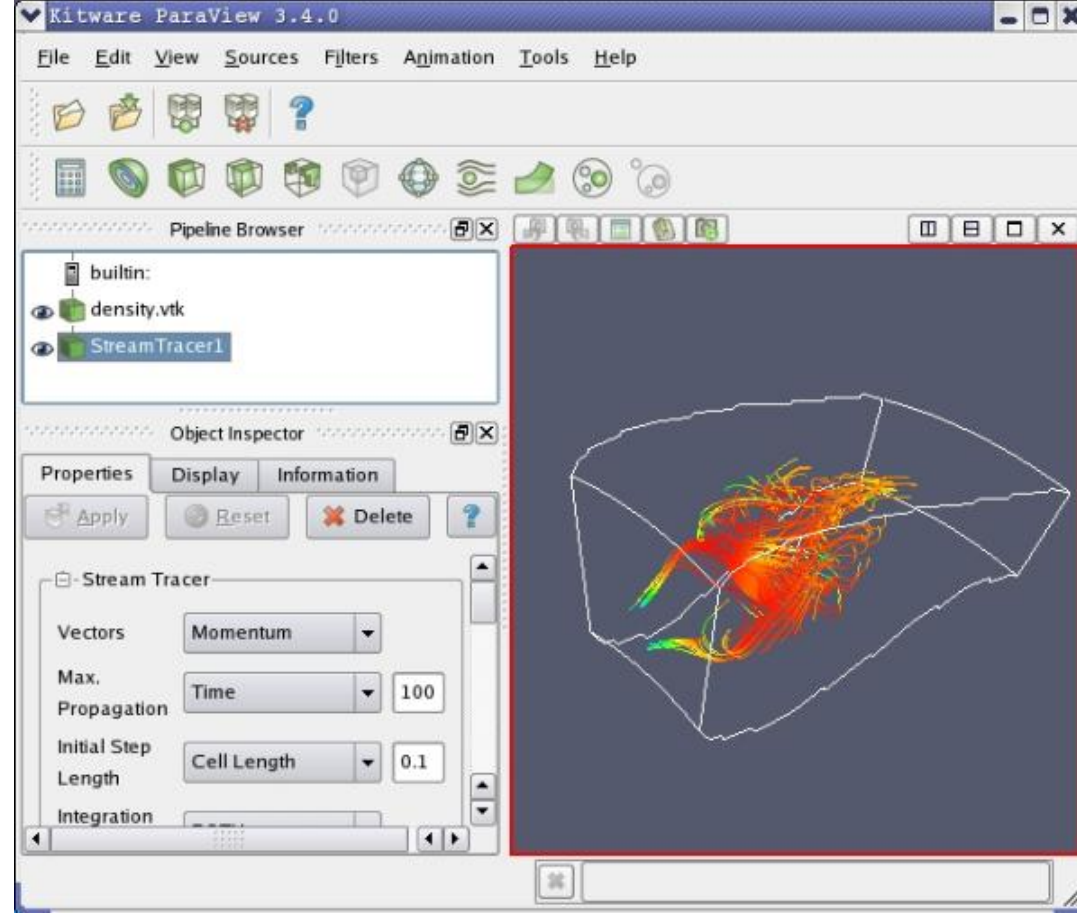 Kitware ParaView 3.4.0
File Edit View Sources Filters Animation Tools Help
Pipeline Browser
builtin:
density.vtk
StreamTracer1
Object Inspector
Properties Display Information
Apply Reset Delete ?
Stream Tracer
Vectors Momentum
Max. Propagation Time 100
Initial Step Length Cell Length 0.1
Integration